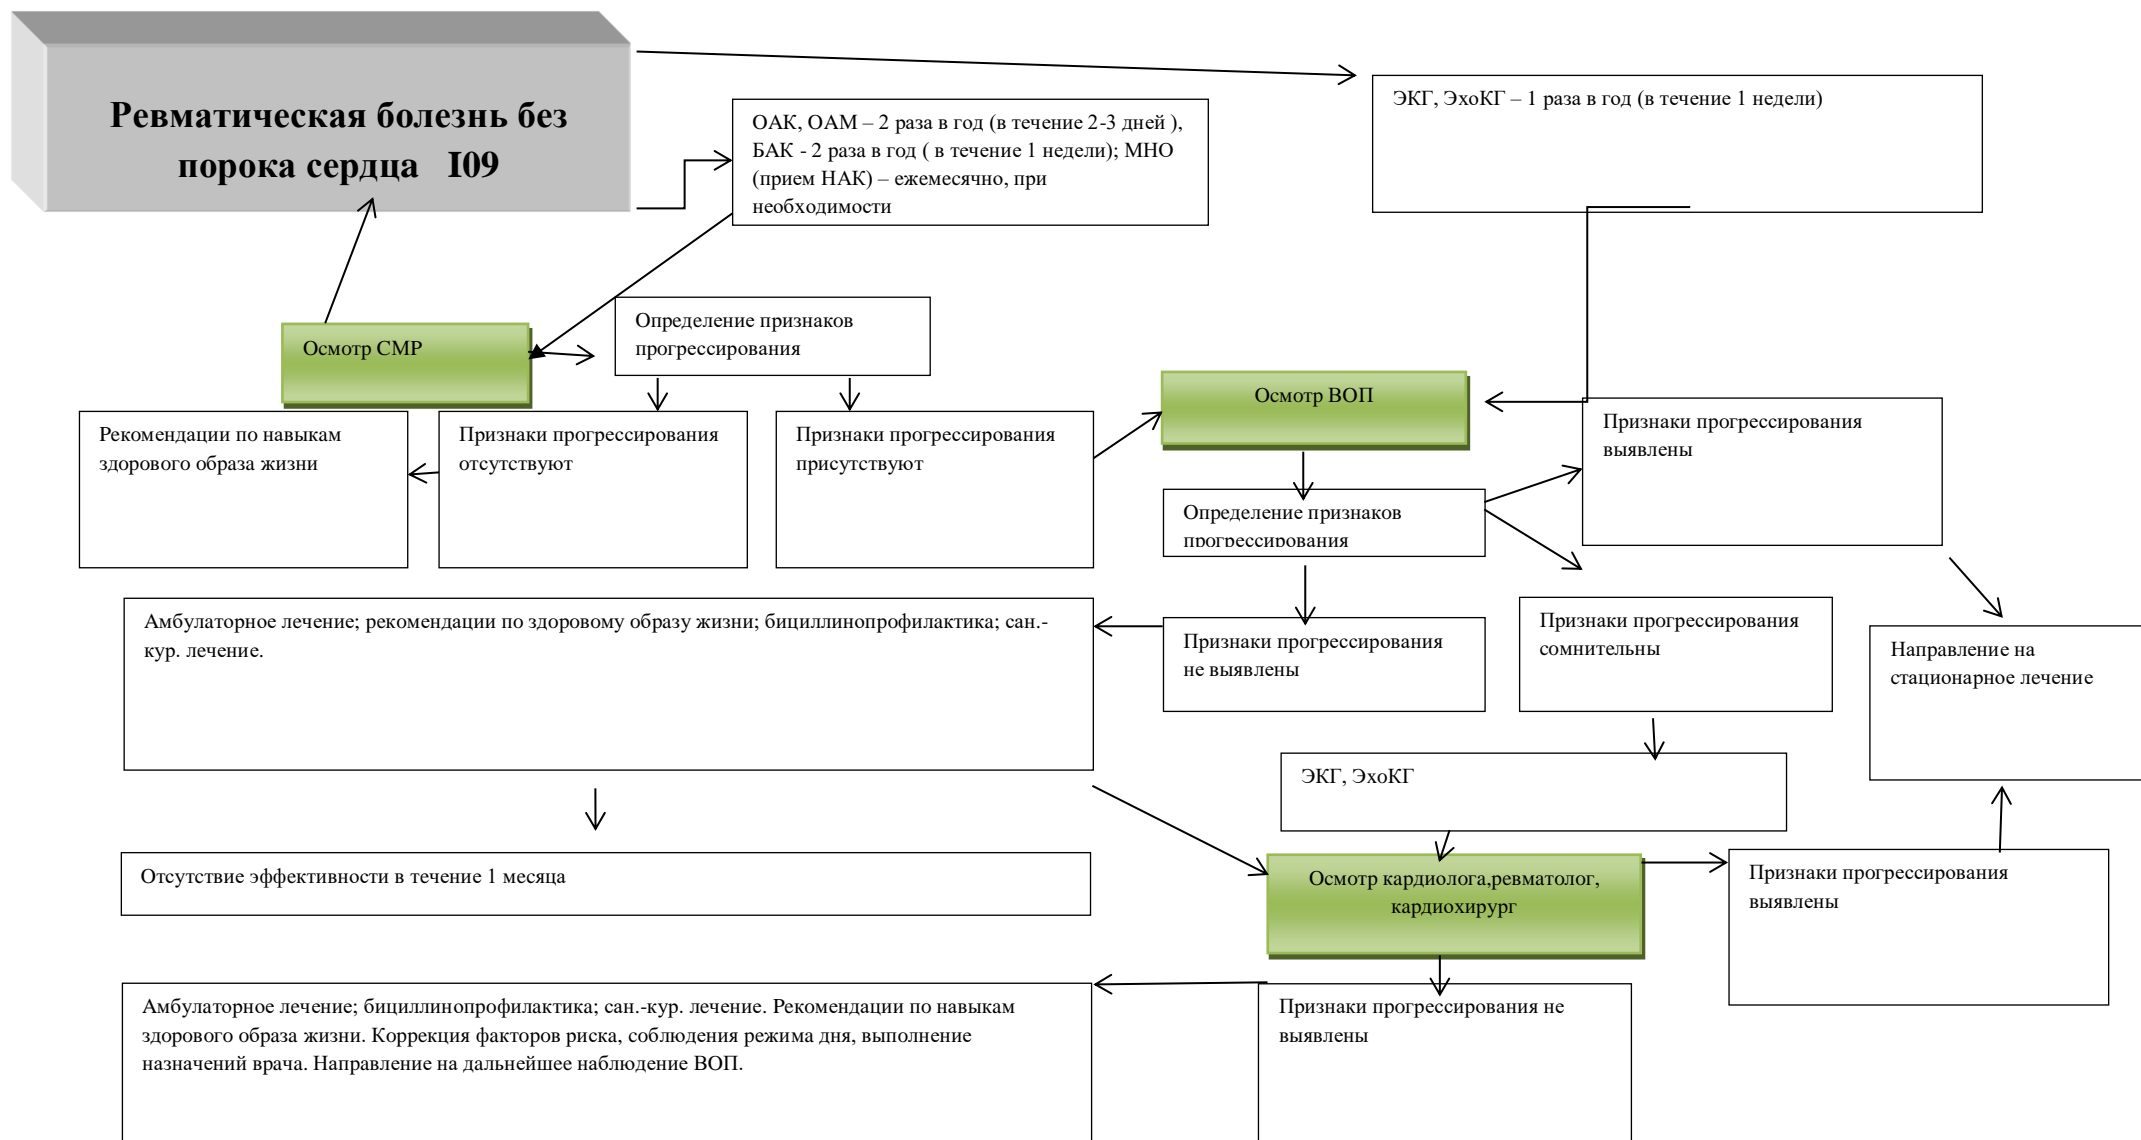 Ревматическая болезнь без
порока сердца I09
ЭКГ, ЭхоКГ – 1 раза в год (в течение 1 недели)
ОАК, ОАМ – 2 раза в год (в течение 2-3 дней ),
БАК - 2 раза в год ( в течение 1 недели); МНО
(прием НАК) – ежемесячно, при
необходимости
Осмотр СМР
Определение признаков
прогрессирования
Осмотр ВОП
Рекомендации по навыкам
здорового образа жизни
Признаки прогрессирования
отсутствуют
Признаки прогрессирования
присутствуют
Признаки прогрессирования
выявлены
Определение признаков
прогрессирования
Амбулаторное лечение; рекомендации по здоровому образу жизни; бициллинопрофилактика; сан.-
кур. лечение.
Признаки прогрессирования
не выявлены
Признаки прогрессирования
сомнительны
Направление на
стационарное лечение
ЭКГ, ЭхоКГ
Отсутствие эффективности в течение 1 месяца
Осмотр кардиолога,ревматолог,
кардиохирург
Признаки прогрессирования
выявлены
Амбулаторное лечение; бициллинопрофилактика; сан.-кур. лечение. Рекомендации по навыкам
здорового образа жизни. Коррекция факторов риска, соблюдения режима дня, выполнение
назначений врача. Направление на дальнейшее наблюдение ВОП.
Признаки прогрессирования не
выявлены